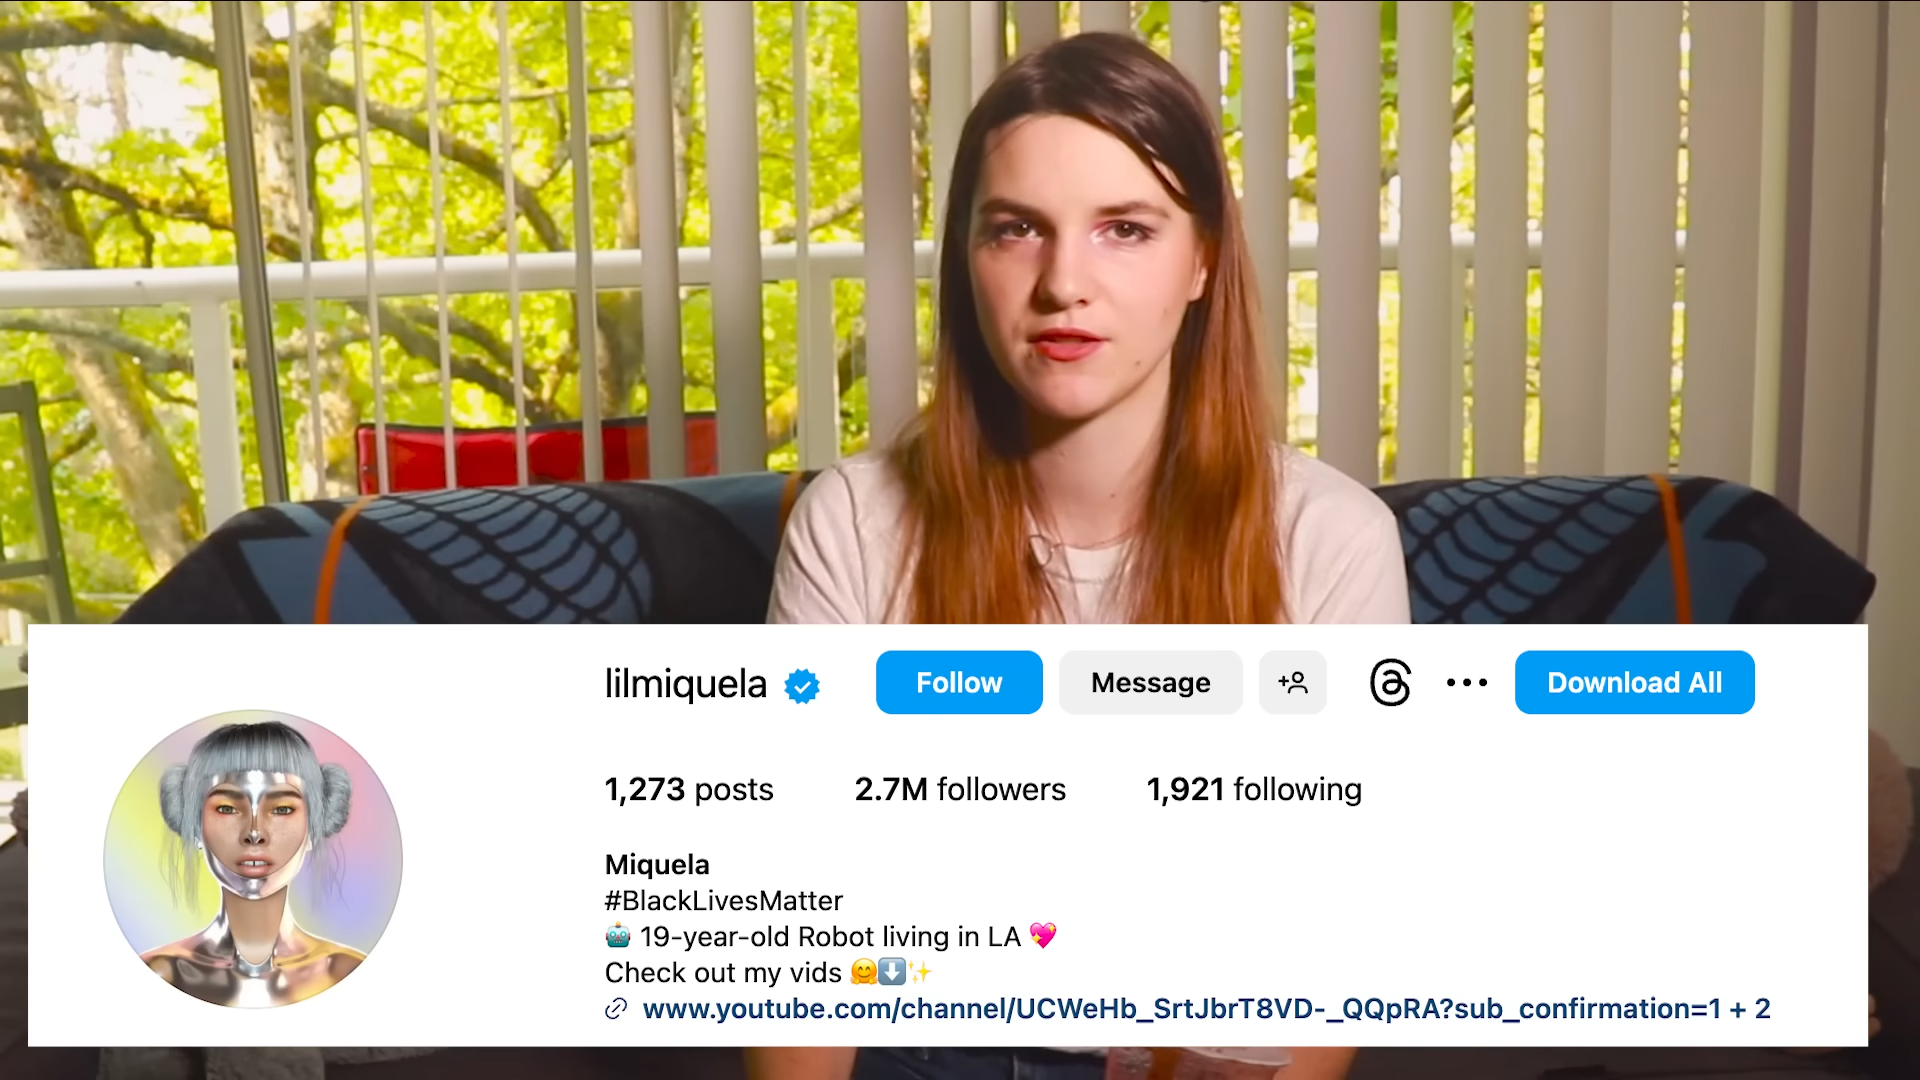 lilmiquela Follow Message Download All
1,273 posts 2.7M followers 1,921 following
Miquela
#BlackLivesMatter
🤖 19-year-old Robot living in LA 💖
Check out my vids 🤗⬇️✨
www.youtube.com/channel/UCWeHb_SrtJbrT8VD-_QQpRA?sub_confirmation=1 + 2